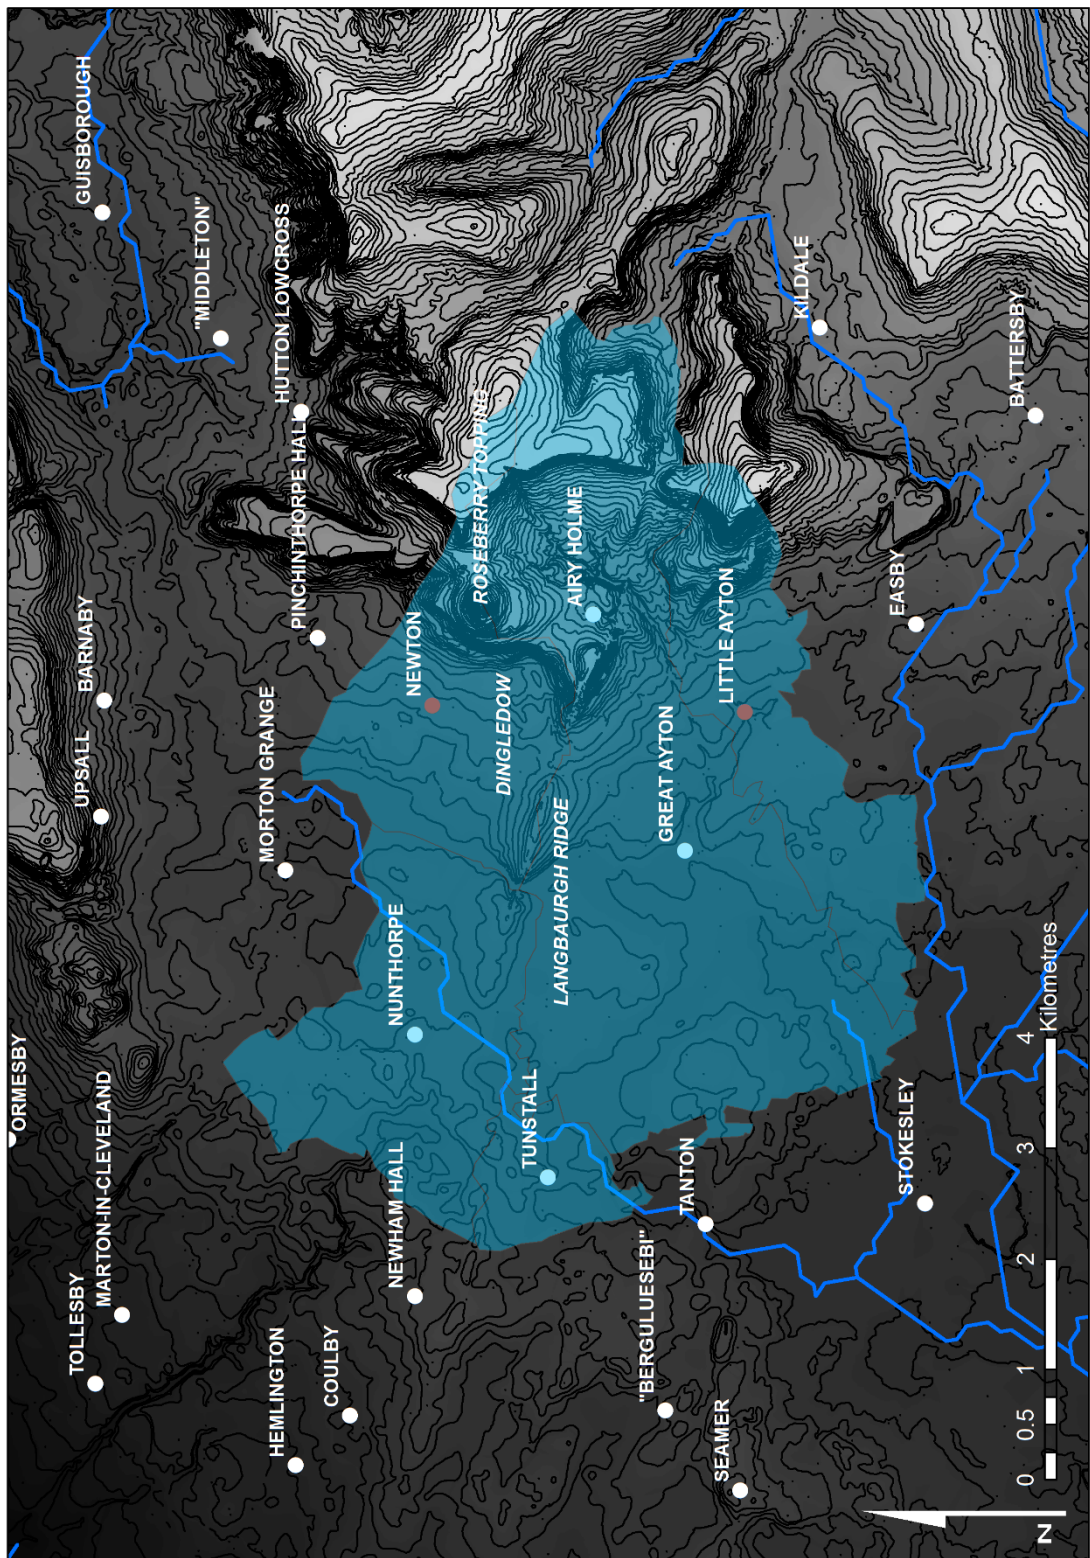 ORMESBY
TOLLESBY
UPSALL
BARNABY
GUISBOROUGH
MARTON-IN-CLEVELAND
"MIDDLETON"
MORTON GRANGE
HEMLINGTON
HUTTON LOWCROSS
PINCHINTHORPE HALL
COULBY
NEWHAM HALL
NUNTHORPE
NEWTON
ROSEBERRY TOPPING
DINGLEDOW
TUNSTALL
LANGBAURGH RIDGE
AIRY HOLME
"BERGULUESEBI"
GREAT AYTON
TANTON
SEAMER
LITTLE AYTON
KILDALE
EASBY
STOKESLEY
BATTERSBY
0 0.5 1 2 3 4
Kilometres
N